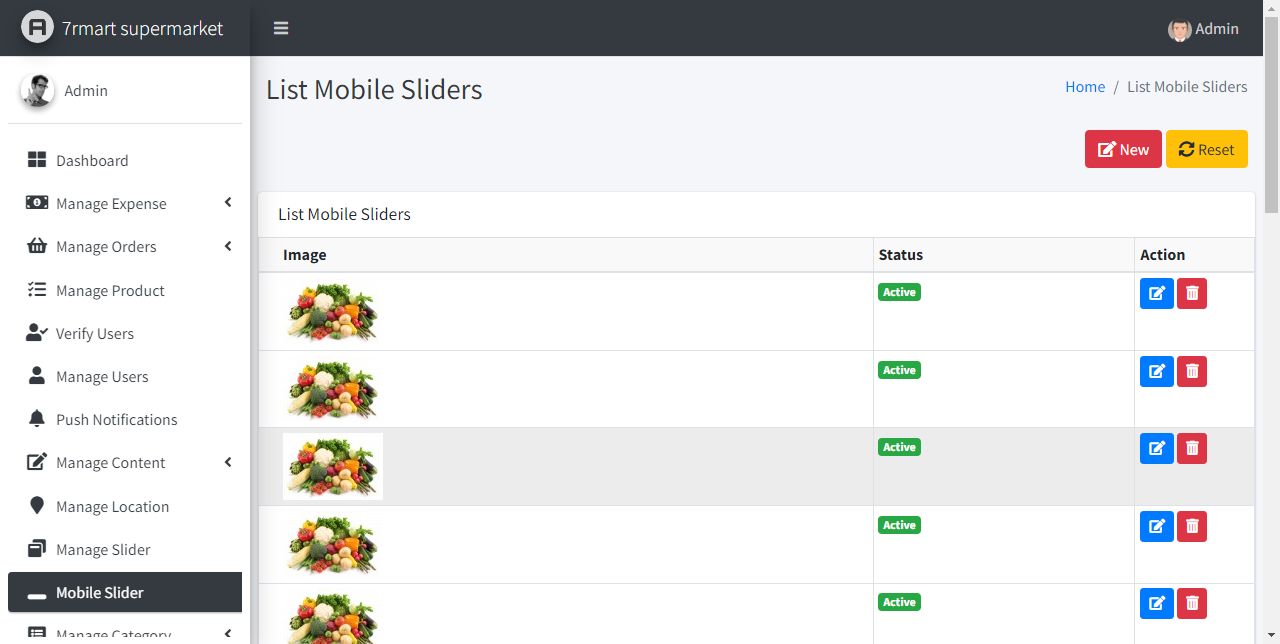 7rmart supermarket
Admin
Admin
List Mobile Sliders
Home / List Mobile Sliders
New
Reset
Dashboard
Manage Expense
Manage Orders
Manage Product
Verify Users
Manage Users
Push Notifications
Manage Content
Manage Location
Manage Slider
Mobile Slider
Manage Category
List Mobile Sliders
Image Status Action
Active
Active
Active
Active
Active